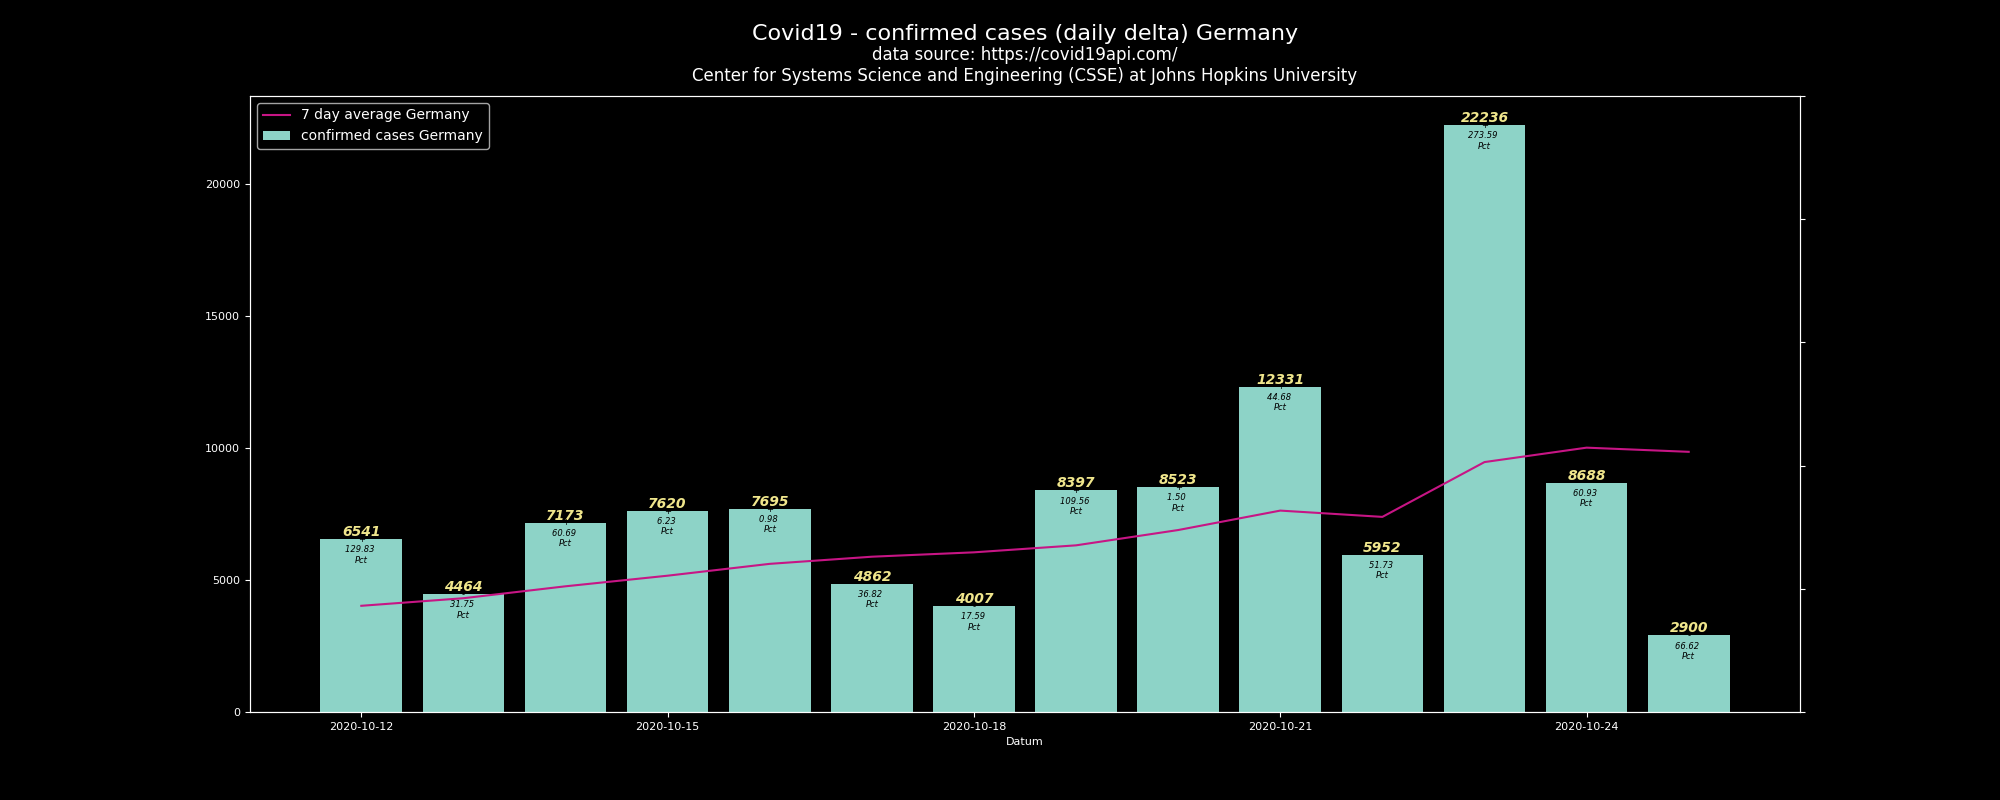 Covid19 - confirmed cases (daily delta) Germany
data source: https://covid19api.com/
Center for Systems Science and Engineering (CSSE) at Johns Hopkins University
7 day average Germany
confirmed cases Germany
20000
15000
10000
5000
0
6541
129.83
Pct
4464
31.75
Pct
7173
60.69
Pct
7620
6.23
Pct
7695
0.98
Pct
4862
36.82
Pct
4007
17.59
Pct
8397
109.56
Pct
8523
1.50
Pct
12331
44.68
Pct
5952
51.73
Pct
22236
273.59
Pct
8688
60.93
Pct
2900
66.62
Pct
2020-10-12
2020-10-15
2020-10-18
2020-10-21
2020-10-24
Datum